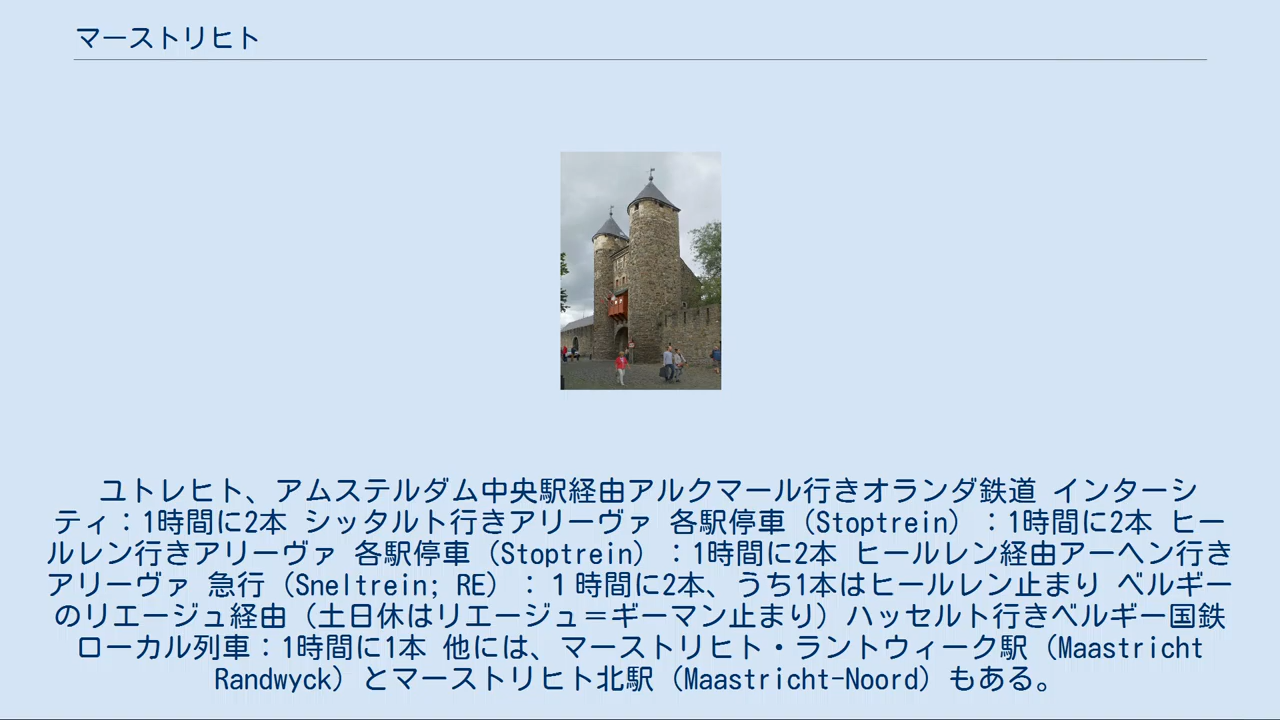 マーストリヒト
ユトレヒト、アムステルダム中央駅経由アルクマール行きオランダ鉄道 インターシ
ティ：1時間に2本 シッタルト行きアリーヴァ 各駅停車（Stoptrein）：1時間に2本 ヒー
ルレン行きアリーヴァ 各駅停車（Stoptrein）：1時間に2本 ヒールレン経由アーヘン行き
アリーヴァ 急行（Sneltrein; RE）：１時間に2本、うち1本はヒールレン止まり ベルギー
のリエージュ経由（土日休はリエージュ＝ギーマン止まり）ハッセルト行きベルギー国鉄
ローカル列車：1時間に1本 他には、マーストリヒト・ラントウィーク駅（Maastricht
Randwyck）とマーストリヒト北駅（Maastricht-Noord）もある。